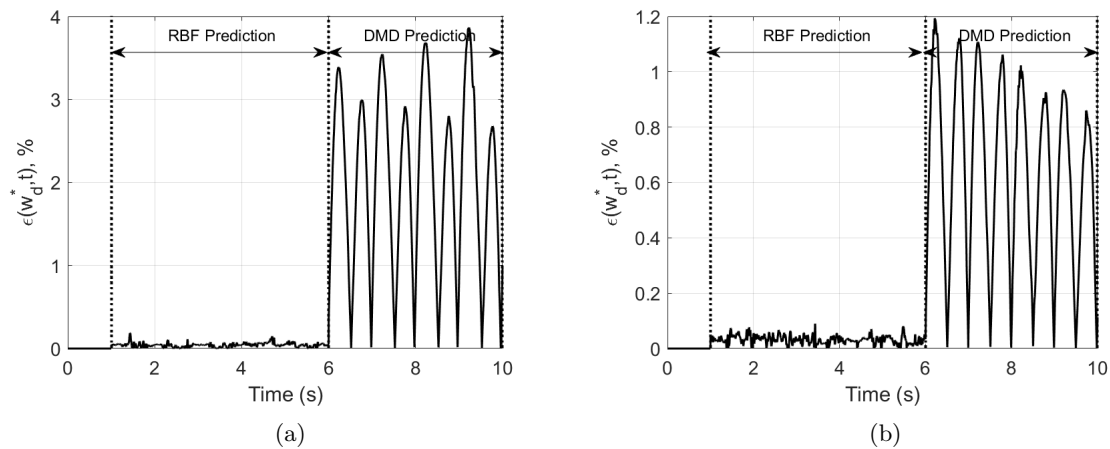 RBF Prediction
DMD Prediction
4
3
2
1
0
ϵ(w*d,t), %
0
2
4
6
8
10
Time (s)
(a)
RBF Prediction
DMD Prediction
1.2
1
0.8
0.6
0.4
0.2
0
ϵ(w*d,t), %
0
2
4
6
8
10
Time (s)
(b)